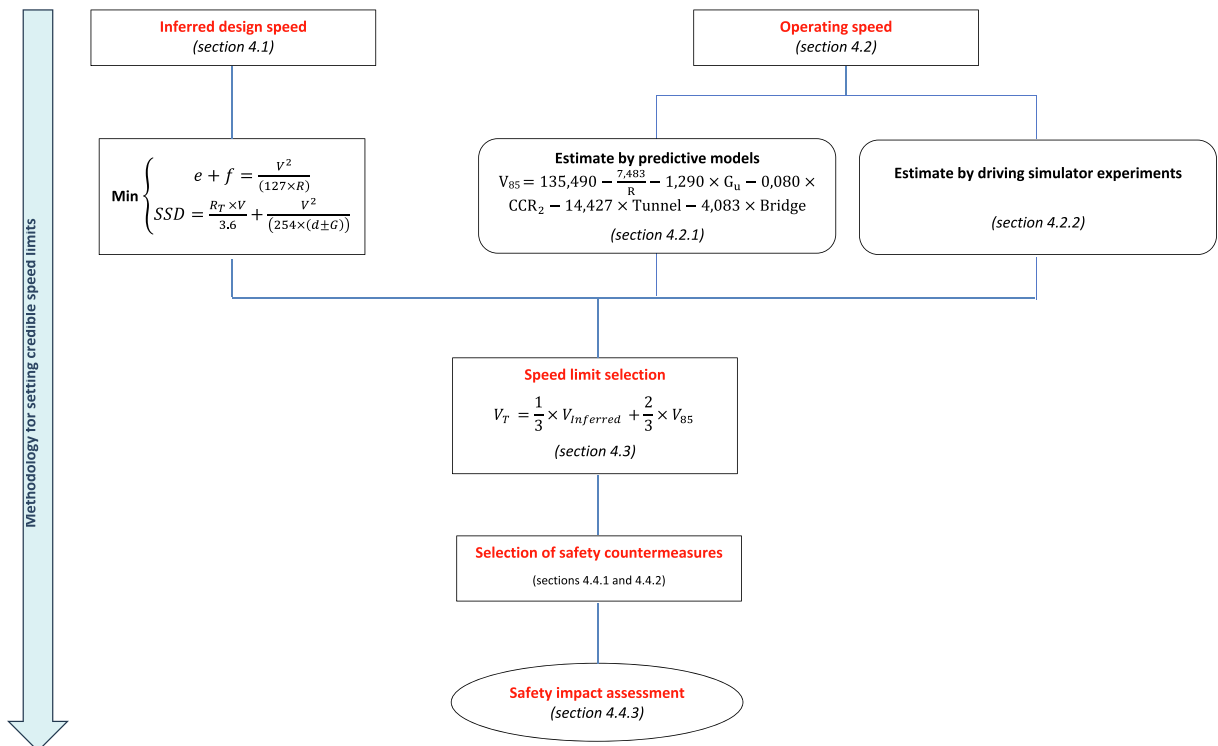 Methodology for setting credible speed limits
Inferred design speed
(section 4.1)
Operating speed
(section 4.2)
Min { e + f = V² / (127×R)
SSD = R_T ×V / 3.6 + V² / (254×(d±G))
Estimate by predictive models
V₈₅ = 135,490 − 7,483/R − 1,290 × Gᵤ − 0,080 ×
CCR₂ − 14,427 × Tunnel − 4,083 × Bridge
(section 4.2.1)
Estimate by driving simulator experiments
(section 4.2.2)
Speed limit selection
V_T = 1/3 × V_Inferred + 2/3 × V₈₅
(section 4.3)
Selection of safety countermeasures
(sections 4.4.1 and 4.4.2)
Safety impact assessment
(section 4.4.3)